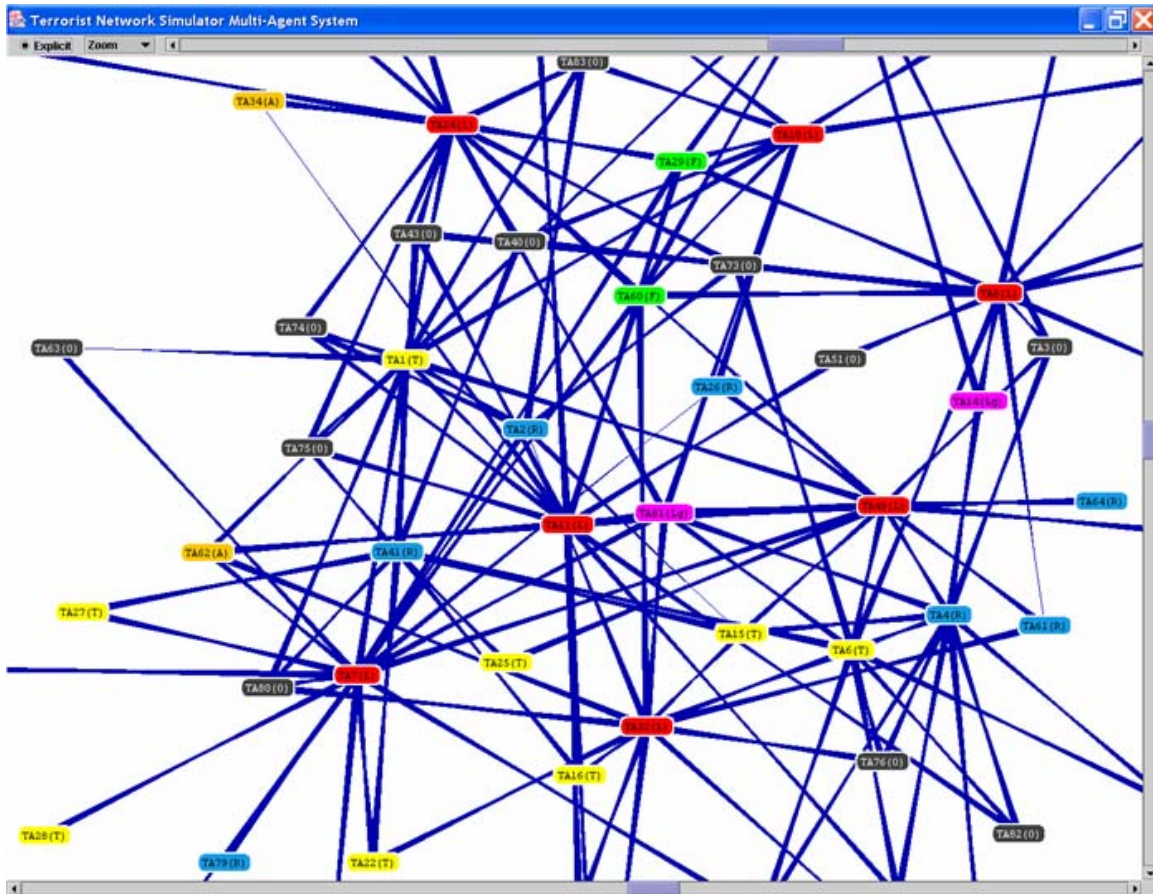 Terrorist Network Simulator Multi-Agent System
Explicit Zoom
TA83(0)
TA34(A)
TA29(F)
TA43(0)
TA40(0)
TA73(0)
TA60(F)
TA74(0)
TA63(0)
TA1(T)
TA51(0)
TA3(0)
TA26(R)
TA14(Lg)
TA2(R)
TA75(0)
TA64(R)
TA81(Lg)
TA11(L)
TA62(A)
TA41(R)
TA27(T)
TA4(R)
TA61(R)
TA15(T)
TA6(T)
TA25(T)
TA7(L)
TA80(0)
TA76(0)
TA16(T)
TA28(T)
TA82(0)
TA79(R)
TA22(T)